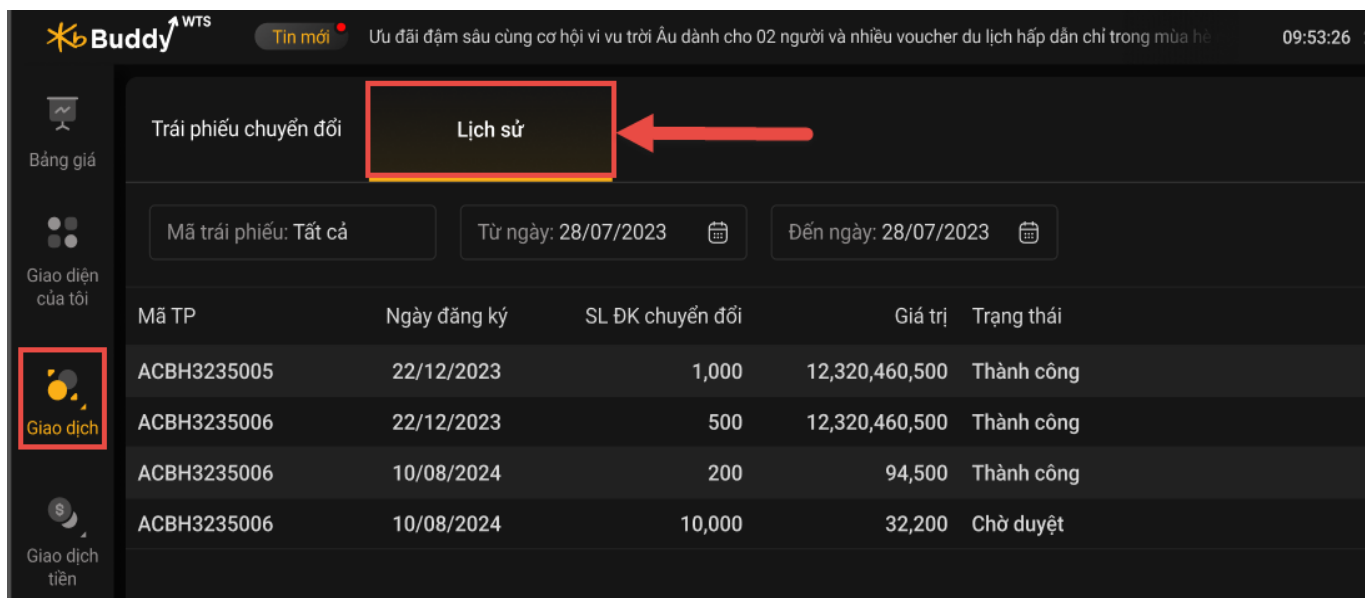 Kb Buddy WTS Tin mới Ưu đãi đậm sâu cùng cơ hội vi vu trời Âu dành cho 02 người và nhiều voucher du lịch hấp dẫn chỉ trong mùa hè 09:53:26
Bảng giá
Giao diện
của tôi
Giao dịch
Giao dịch
tiền
Trái phiếu chuyển đổi Lịch sử
Mã trái phiếu: Tất cả Từ ngày: 28/07/2023 Đến ngày: 28/07/2023
Mã TP Ngày đăng ký SL ĐK chuyển đổi Giá trị Trạng thái
ACBH3235005 22/12/2023 1,000 12,320,460,500 Thành công
ACBH3235006 22/12/2023 500 12,320,460,500 Thành công
ACBH3235006 10/08/2024 200 94,500 Thành công
ACBH3235006 10/08/2024 10,000 32,200 Chờ duyệt